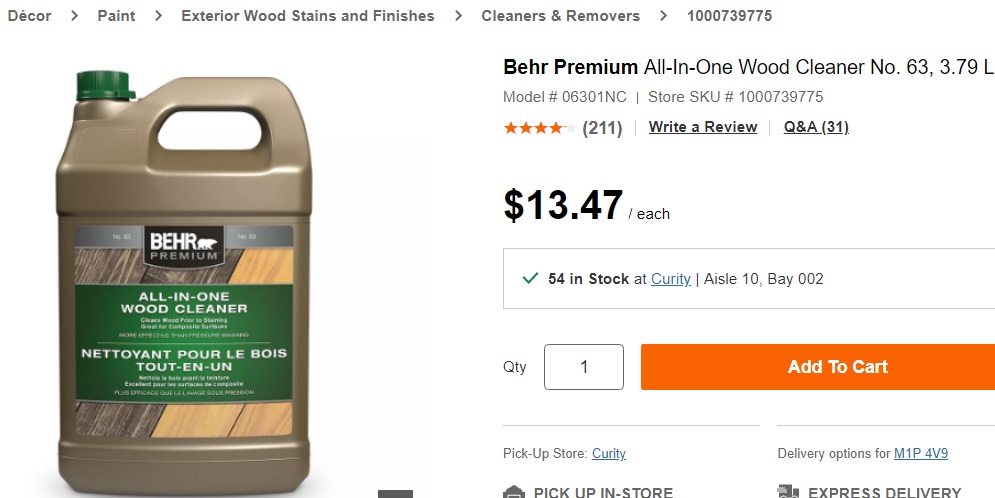 Décor > Paint > Exterior Wood Stains and Finishes > Cleaners & Removers > 1000739775
Behr Premium All-In-One Wood Cleaner No. 63, 3.79 L
Model # 06301NC | Store SKU # 1000739775
(211) Write a Review Q&A (31)
$13.47 / each
54 in Stock at Curity | Aisle 10, Bay 002
Qty 1 Add To Cart
Pick-Up Store: Curity
Delivery options for M1P 4V9
PICK UP IN-STORE
EXPRESS DELIVERY
No. 63 BEHR No. 63
PREMIUM
ALL-IN-ONE
WOOD CLEANER
Cleans Wood Prior to Staining
Great for Composite Surfaces
MORE EFFECTIVE THAN PRESSURE WASHING
NETTOYANT POUR LE BOIS
TOUT-EN-UN
Nettoie le bois avant la teinture
Excellent pour les surfaces de composite
PLUS EFFICACE QUE LE LAVAGE SOUS PRESSION